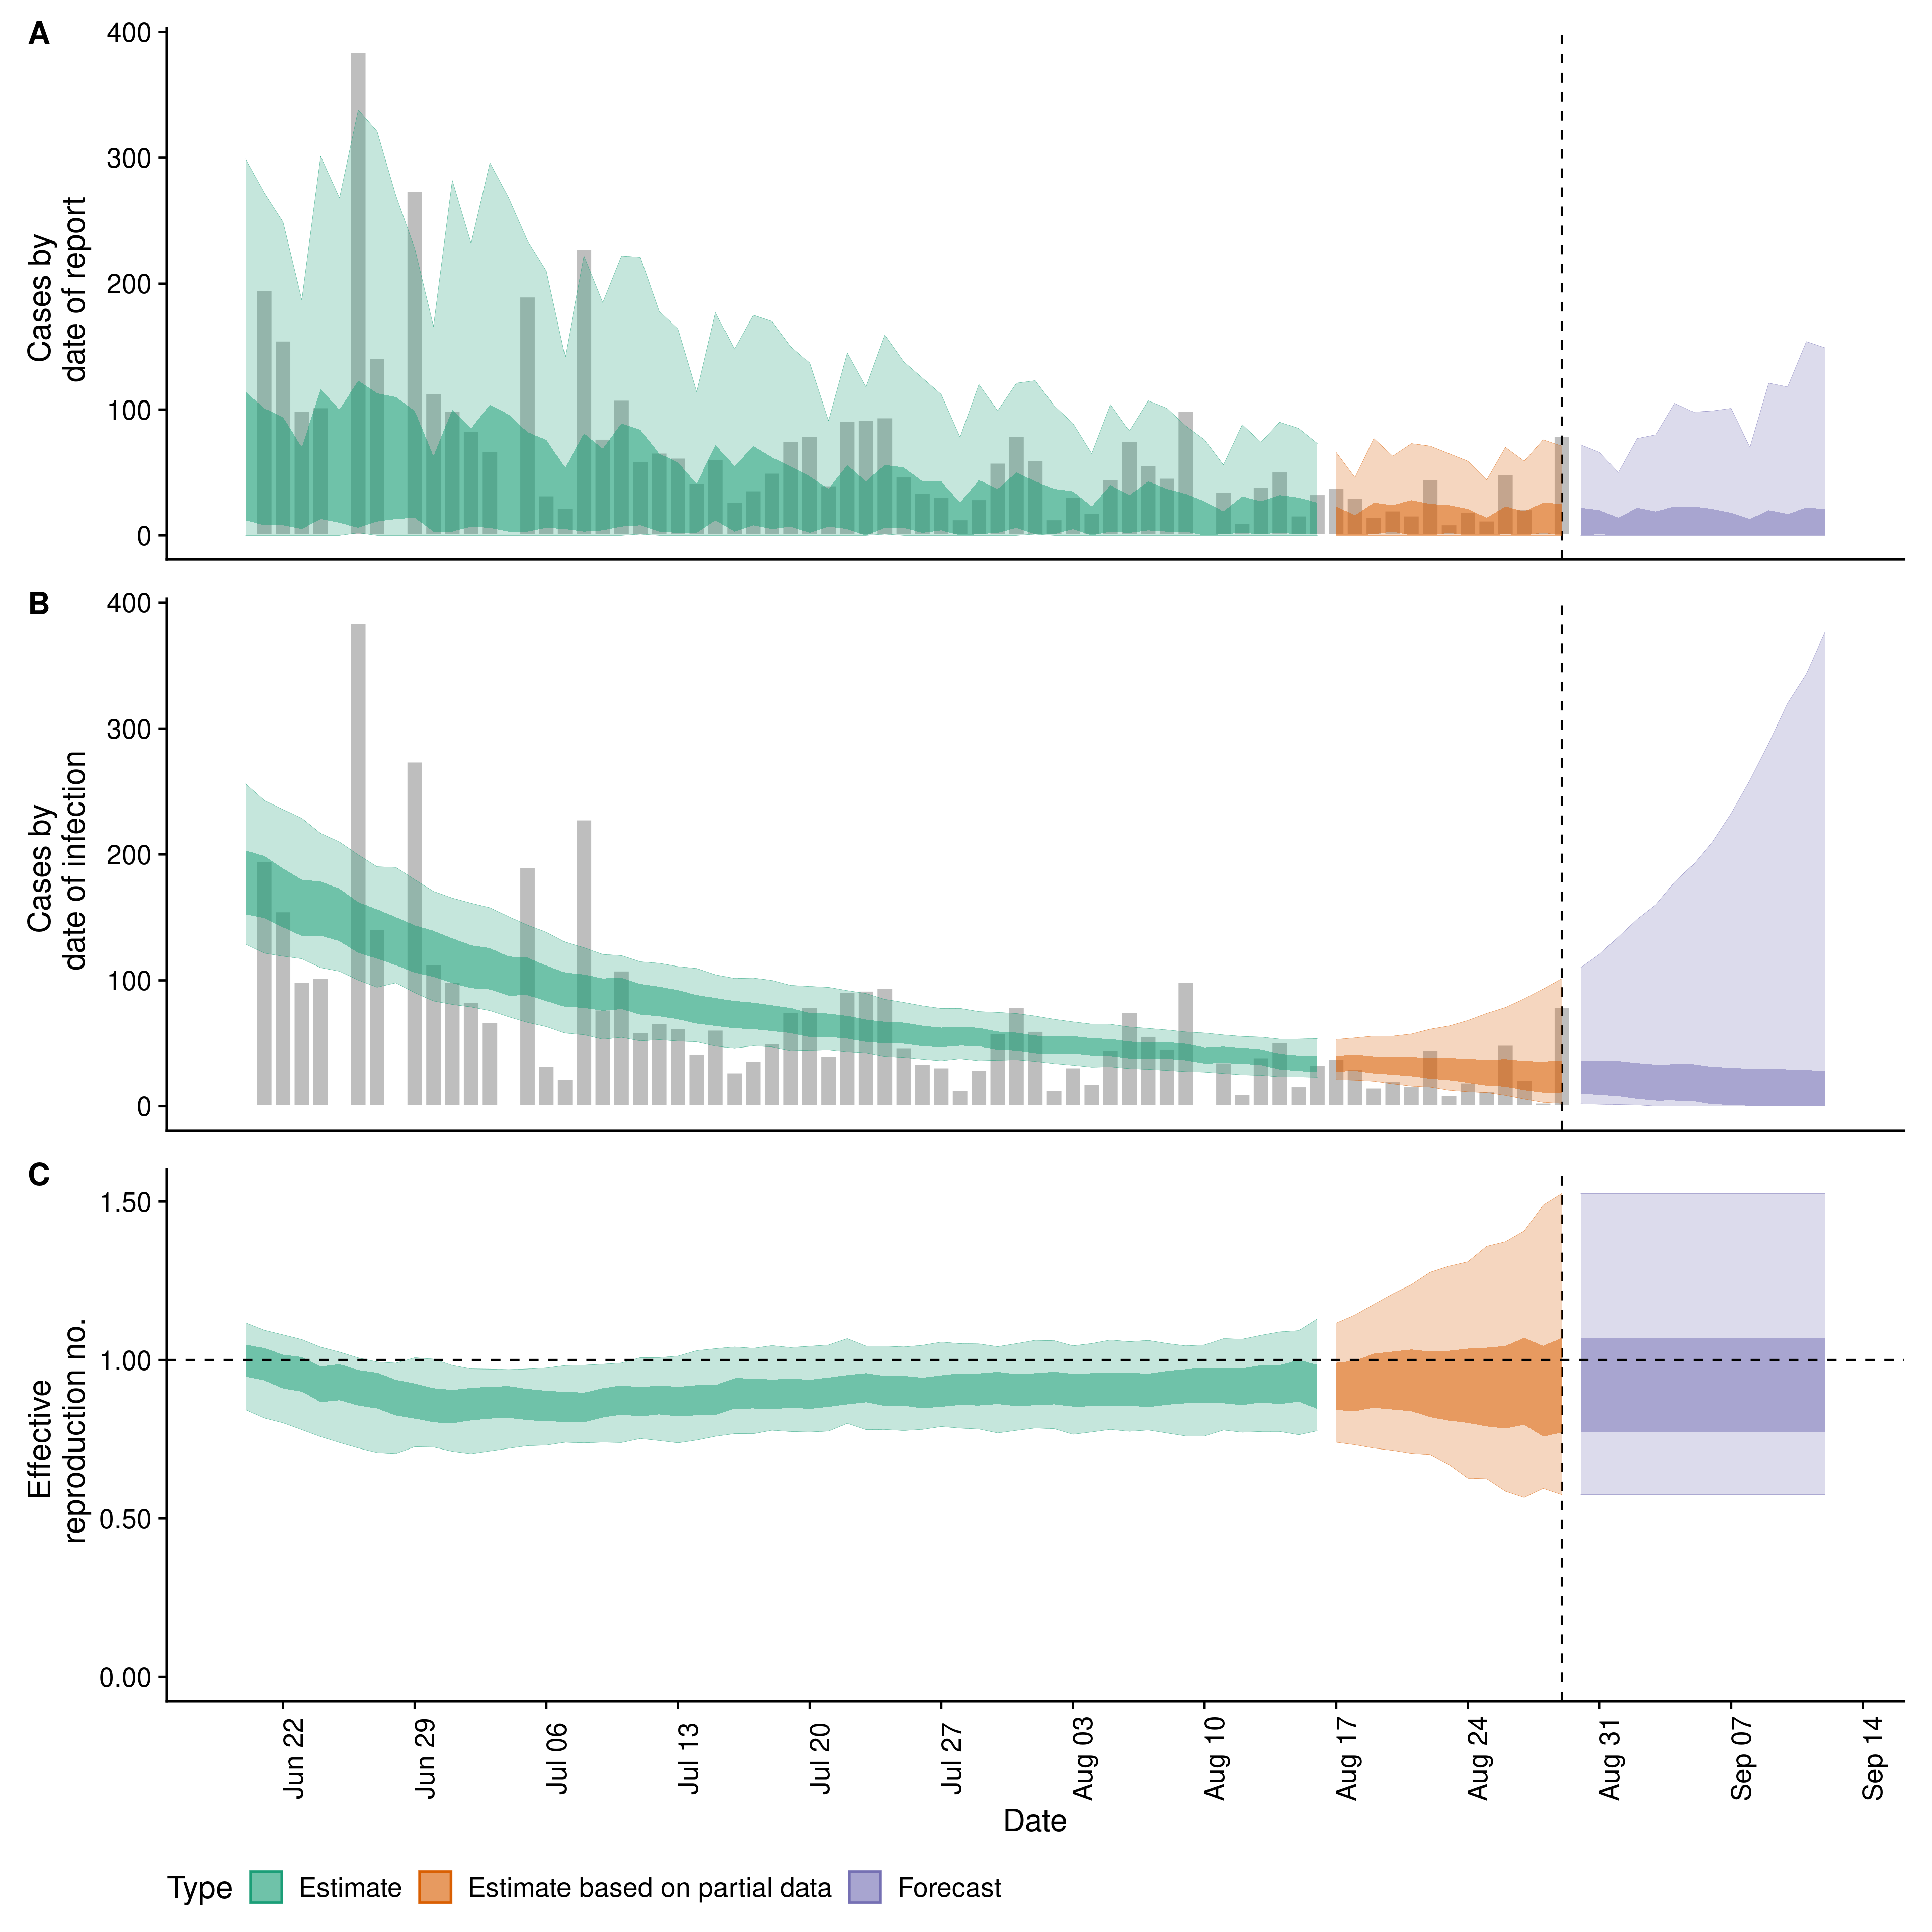 A
400
300
200
100
0
Cases by
date of report
B
400
300
200
100
0
Cases by
date of infection
C
1.50
1.00
0.50
0.00
Effective
reproduction no.
Jun 22
Jun 29
Jul 06
Jul 13
Jul 20
Jul 27
Aug 03
Aug 10
Aug 17
Aug 24
Aug 31
Sep 07
Sep 14
Date
Type Estimate Estimate based on partial data Forecast